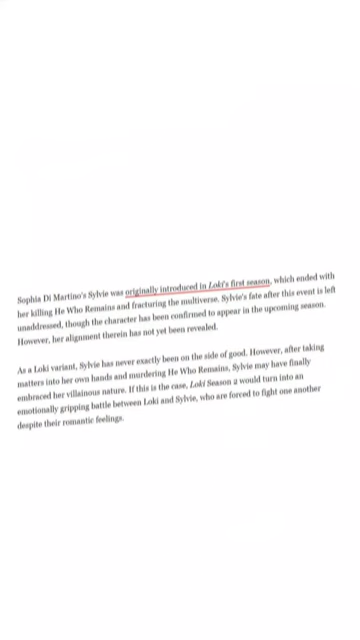 Sophia Di Martino's Sylvie was originally introduced in Loki's first season, which ended with
her killing He Who Remains and fracturing the multiverse. Sylvie's fate after this event is left
unaddressed, though the character has been confirmed to appear in the upcoming season.
However, her alignment therein has not yet been revealed.
As a Loki variant, Sylvie has never exactly been on the side of good. However, after taking
matters into her own hands and murdering He Who Remains, Sylvie may have finally
embraced her villainous nature. If this is the case, Loki Season 2 would turn into an
emotionally gripping battle between Loki and Sylvie, who are forced to fight one another
despite their romantic feelings.